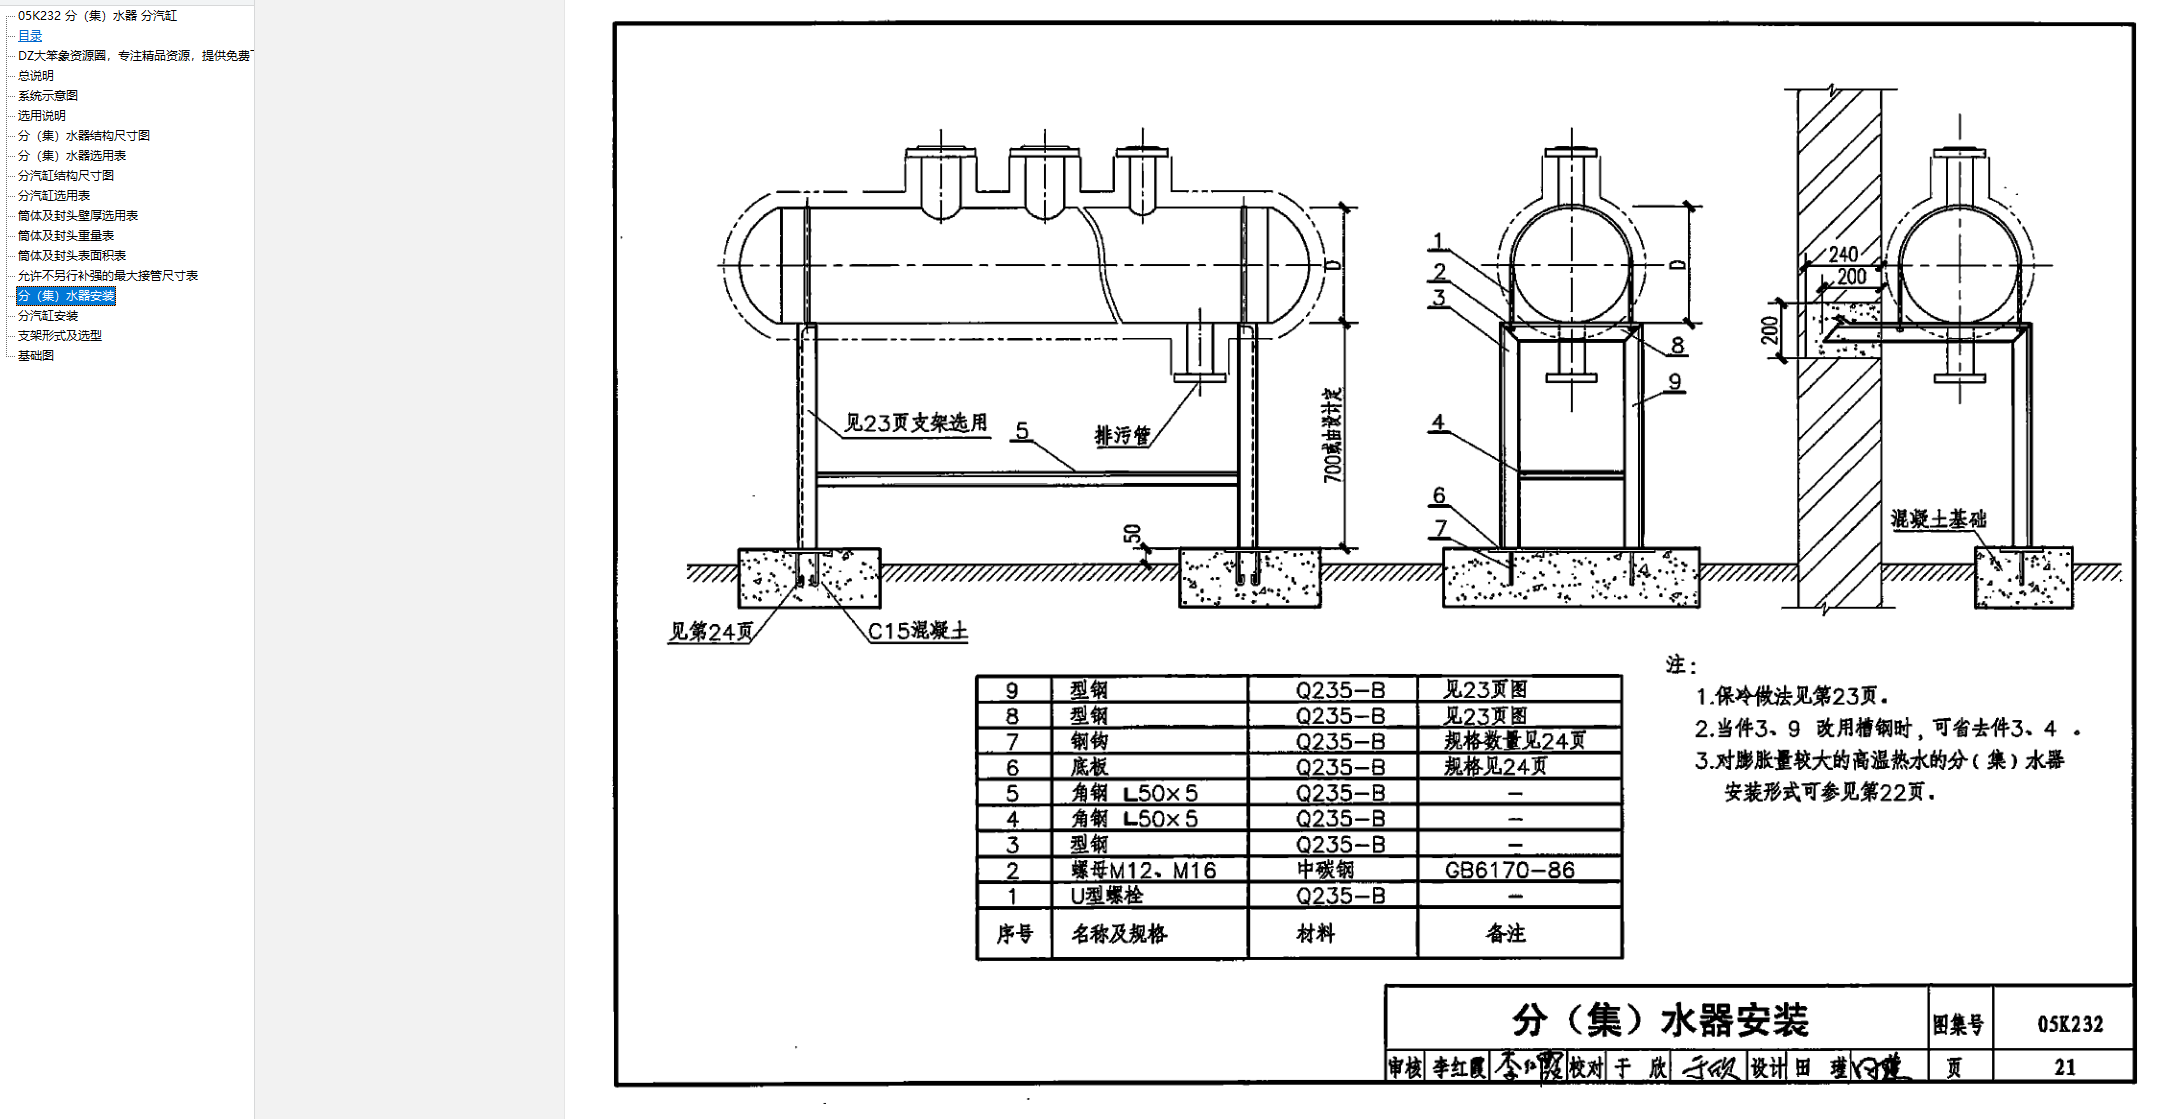 05K232 分（集）水器 分汽缸
目录
DZ大笨象资源圈，专注精品资源，提供免费
总说明
系统示意图
选用说明
分（集）水器结构尺寸图
分（集）水器选用表
分汽缸结构尺寸图
分汽缸选用表
筒体及封头壁厚选用表
筒体及封头重量表
筒体及封头表面积表
允许不另行补强的最大接管尺寸表
分（集）水器安装
分汽缸安装
支架形式及选型
基础图
见23页支架选用
5
排污管
D
700或由设计定
50
见第24页
C15混凝土
1
2
3
4
6
7
8
9
D
240
200
200
混凝土基础
9 型钢 Q235-B 见23页图
8 型钢 Q235-B 见23页图
7 钢钩 Q235-B 规格数量见24页
6 底板 Q235-B 规格见24页
5 角钢 L50×5 Q235-B -
4 角钢 L50×5 Q235-B -
3 型钢 Q235-B -
2 螺母M12、M16 中碳钢 GB6170-86
1 U型螺栓 Q235-B -
序号 名称及规格 材料 备注
注：
1.保冷做法见第23页。
2.当件3、9 改用槽钢时，可省去件3、4 。
3.对膨胀量较大的高温热水的分（集）水器
安装形式可参见第22页。
分（集）水器安装 图集号 05K232
审核 李红霞 李红霞 校对 于 欣 于欣 设计 田 瑾 田瑾 页 21